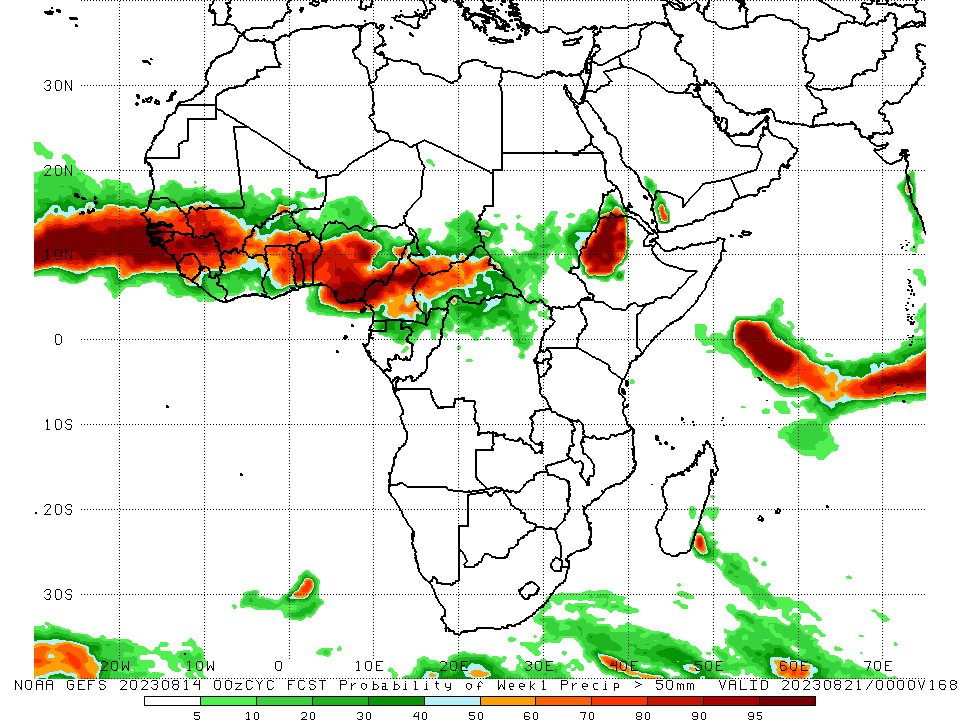 30N
20N
10N
0
10S
20S
30S
20W 10W 0 10E 20E 30E 40E 50E 60E 70E
NOAA GEFS 20230814 00zCYC FCST Probability of Week1 Precip > 50mm VALID 20230821/0000V168
5 10 20 30 40 50 60 70 80 90 95